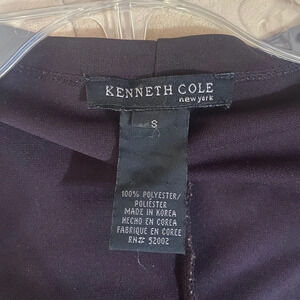 KENNETH COLE
new york
S
100% POLYESTER/
POLIÉSTER
MADE IN KOREA
HECHO EN COREA
FABRIQUE EN COREE
RN# 52002